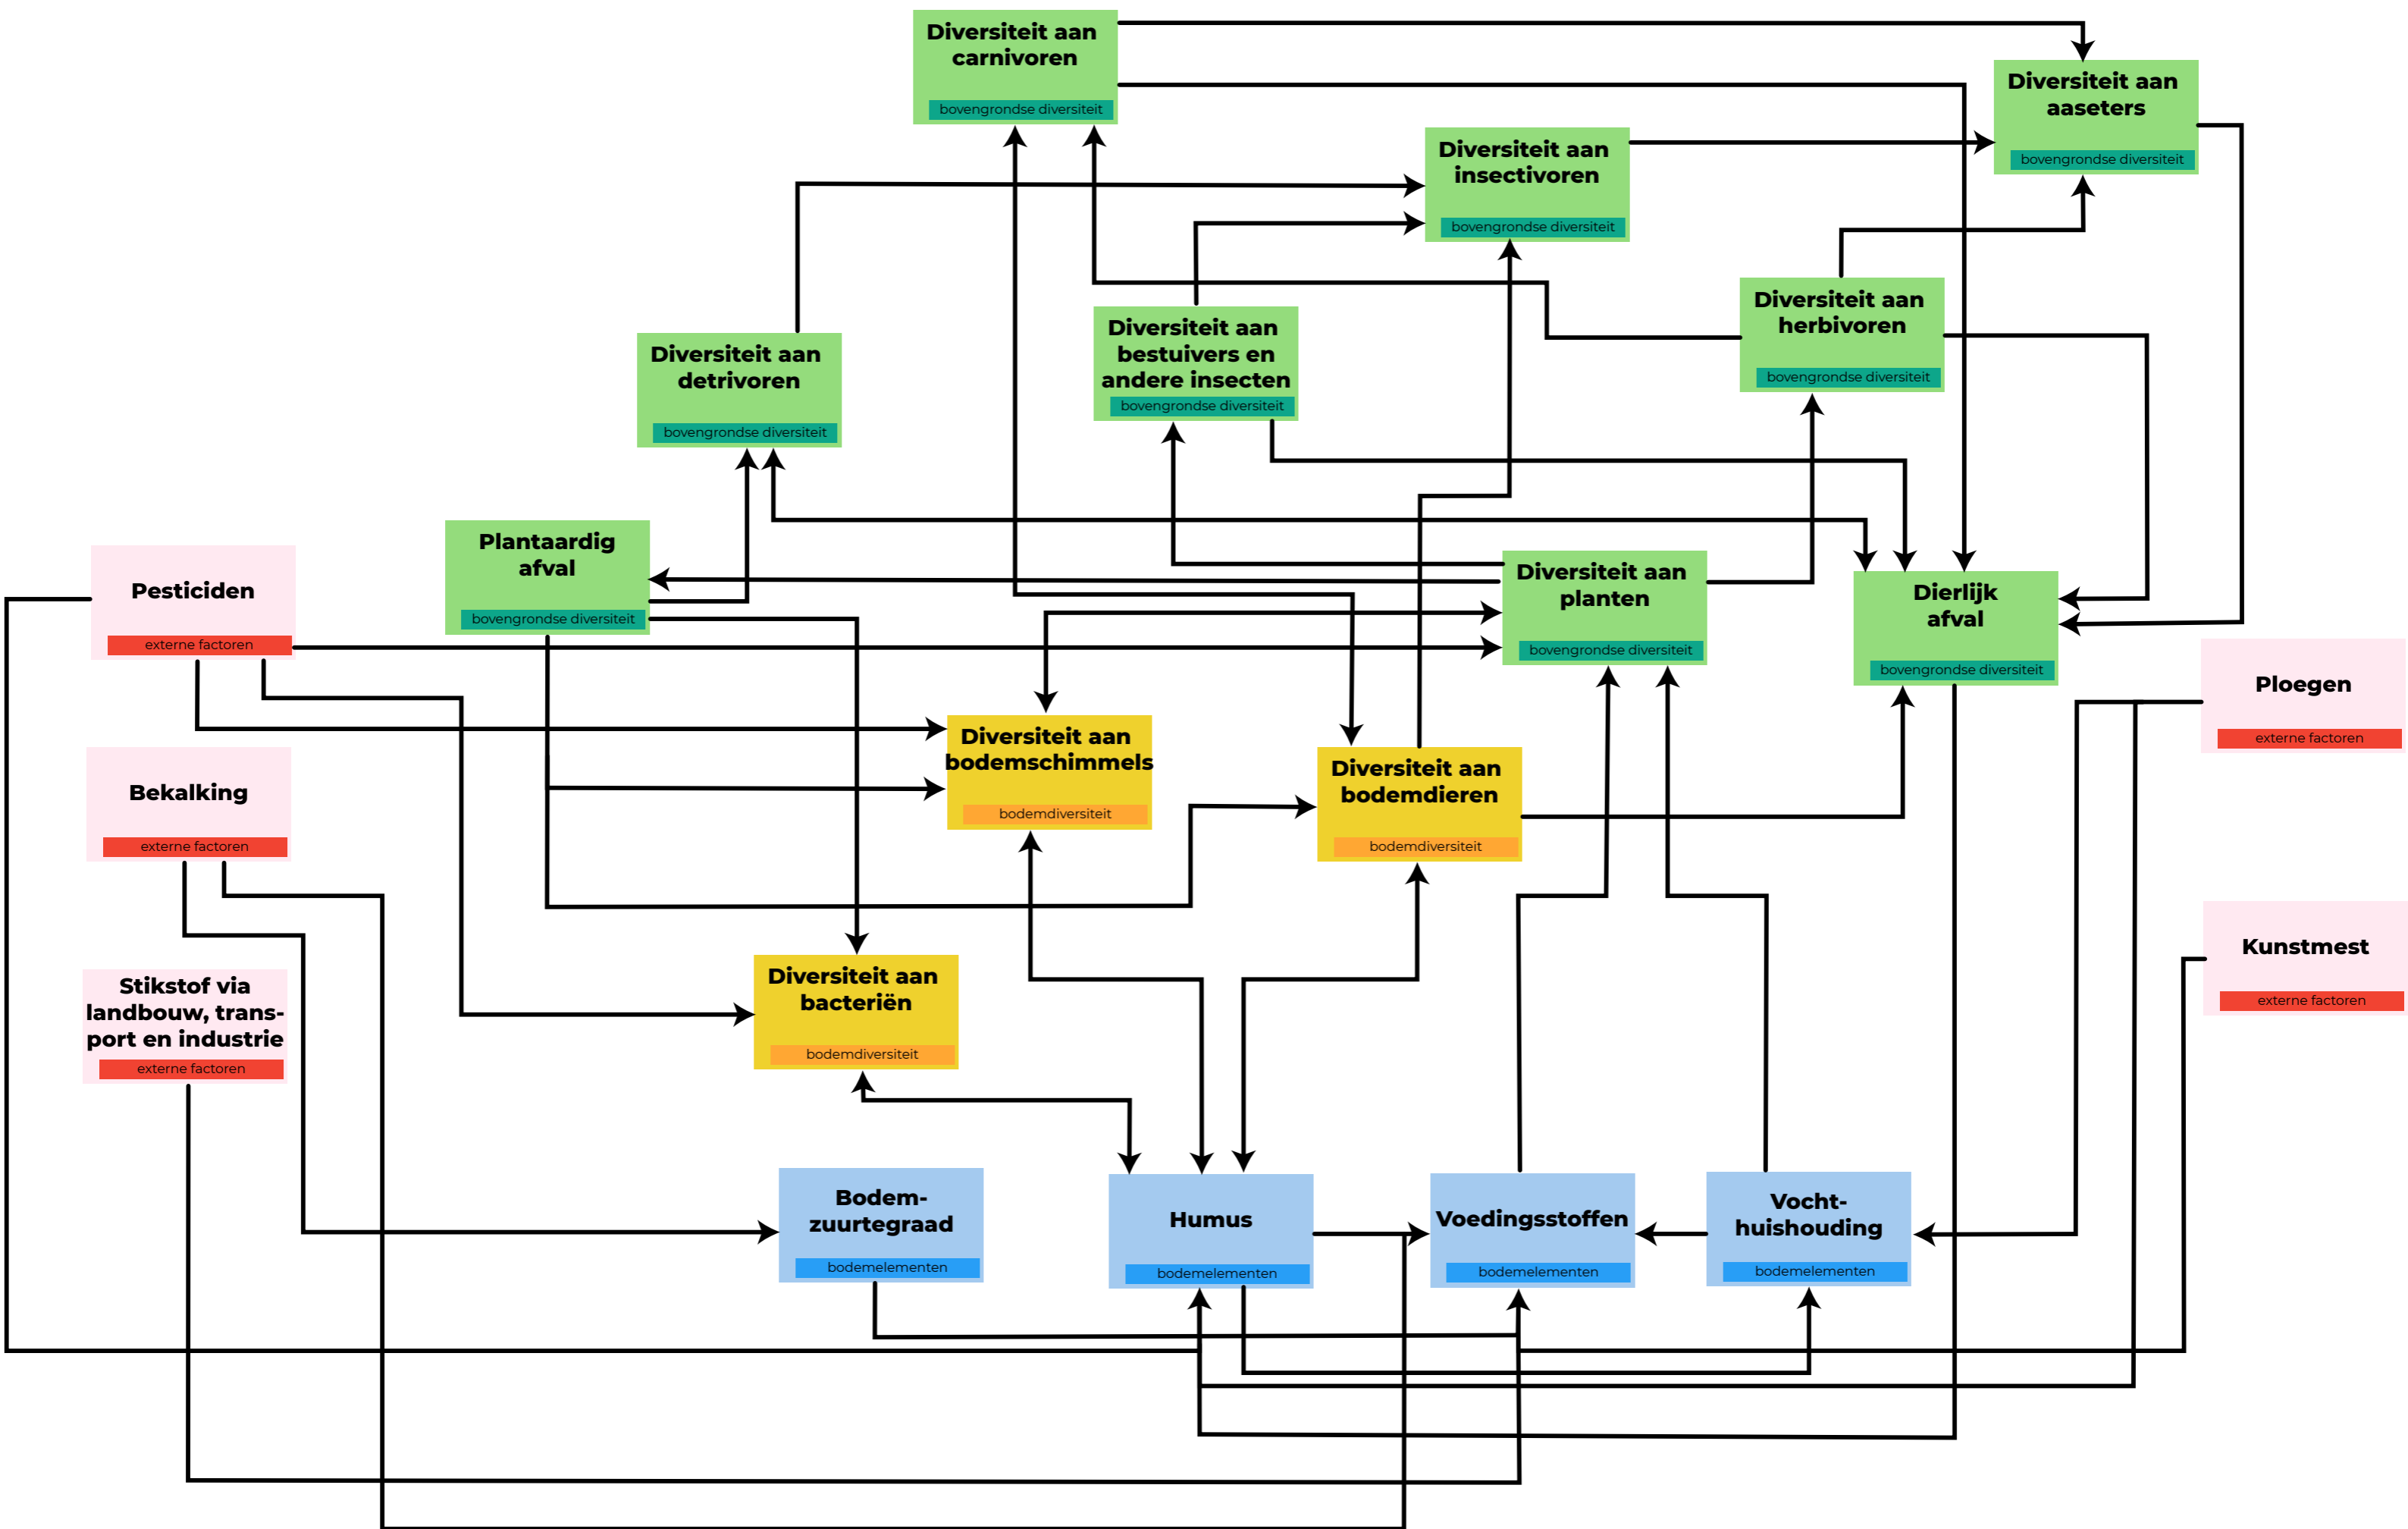 Diversiteit aan
carnivoren
bovengrondse diversiteit
Diversiteit aan
aaseters
bovengrondse diversiteit
Diversiteit aan
insectivoren
bovengrondse diversiteit
Diversiteit aan
herbivoren
bovengrondse diversiteit
Diversiteit aan
bestuivers en
andere insecten
bovengrondse diversiteit
Diversiteit aan
detrivoren
bovengrondse diversiteit
Pesticiden
externe factoren
Plantaardig
afval
bovengrondse diversiteit
Diversiteit aan
planten
bovengrondse diversiteit
Dierlijk
afval
bovengrondse diversiteit
Ploegen
externe factoren
Bekalking
externe factoren
Diversiteit aan
bodemschimmels
bodemdiversiteit
Diversiteit aan
bodemdieren
bodemdiversiteit
Kunstmest
externe factoren
Stikstof via
landbouw, trans-
port en industrie
externe factoren
Diversiteit aan
bacteriën
bodemdiversiteit
Bodem-
zuurtegraad
bodemelementen
Humus
bodemelementen
Voedingsstoffen
bodemelementen
Vocht-
huishouding
bodemelementen